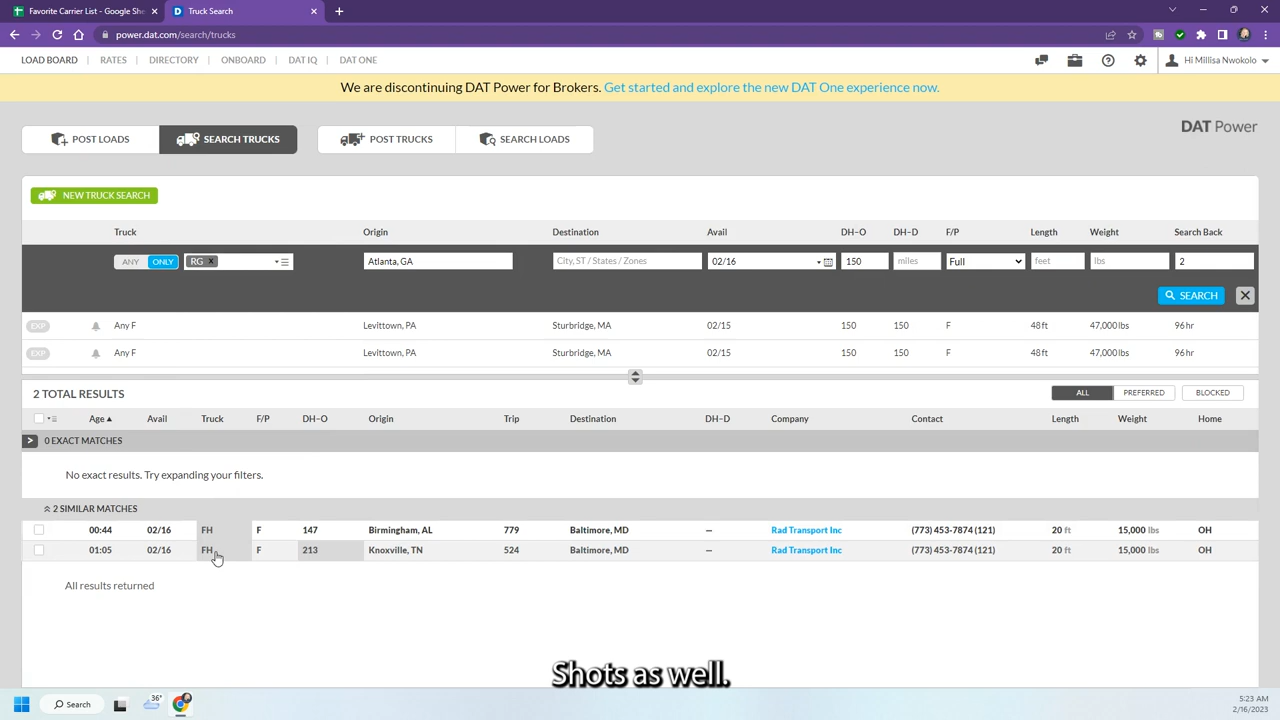 Favorite Carrier List - Google She
Truck Search
power.dat.com/search/trucks
LOAD BOARD RATES DIRECTORY ONBOARD DAT IQ DAT ONE Hi Millisa Nwokolo
We are discontinuing DAT Power for Brokers. Get started and explore the new DAT One experience now.
POST LOADS SEARCH TRUCKS POST TRUCKS SEARCH LOADS
DAT Power
NEW TRUCK SEARCH
Truck Origin Destination Avail DH–O DH–D F/P Length Weight Search Back
ANY ONLY RG x Atlanta, GA City, ST / States / Zones 02/16 150 miles Full feet lbs 2
SEARCH
EXP Any F Levittown, PA Sturbridge, MA 02/15 150 150 F 48 ft 47,000 lbs 96 hr
EXP Any F Levittown, PA Sturbridge, MA 02/15 150 150 F 48 ft 47,000 lbs 96 hr
2 TOTAL RESULTS ALL PREFERRED BLOCKED
Age Avail Truck F/P DH–O Origin Trip Destination DH–D Company Contact Length Weight Home
0 EXACT MATCHES
No exact results. Try expanding your filters.
2 SIMILAR MATCHES
00:44 02/16 FH F 147 Birmingham, AL 779 Baltimore, MD — Rad Transport Inc (773) 453-7874 (121) 20 ft 15,000 lbs OH
01:05 02/16 FH F 213 Knoxville, TN 524 Baltimore, MD — Rad Transport Inc (773) 453-7874 (121) 20 ft 15,000 lbs OH
All results returned
Shots as well.
Search 36° 5:23 AM
2/16/2023